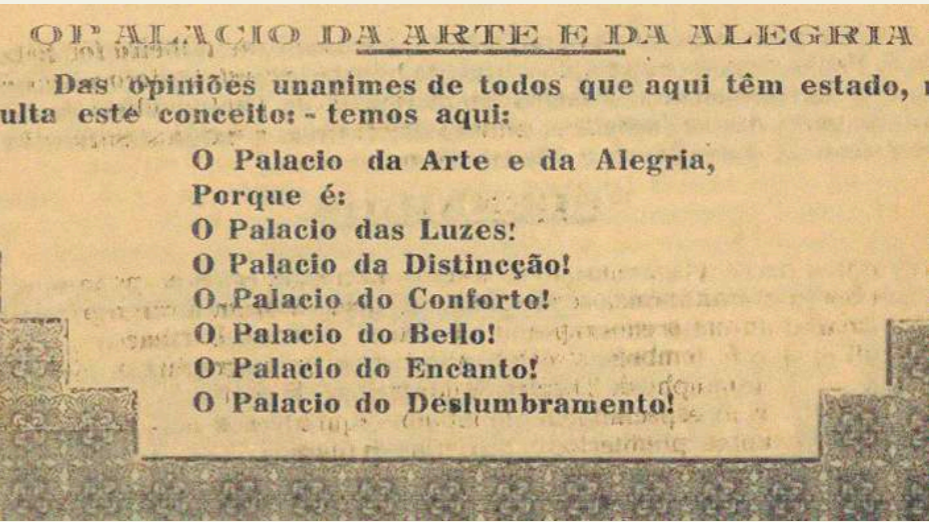 O PALACIO DA ARTE E DA ALEGRIA
Das opiniões unanimes de todos que aqui têm estado, r
ulta este conceito: - temos aqui:
O Palacio da Arte e da Alegria,
Porque é:
O Palacio das Luzes!
O Palacio da Distincção!
O Palacio do Conforto!
O Palacio do Bello!
O Palacio do Encanto!
O Palacio do Deslumbramento!